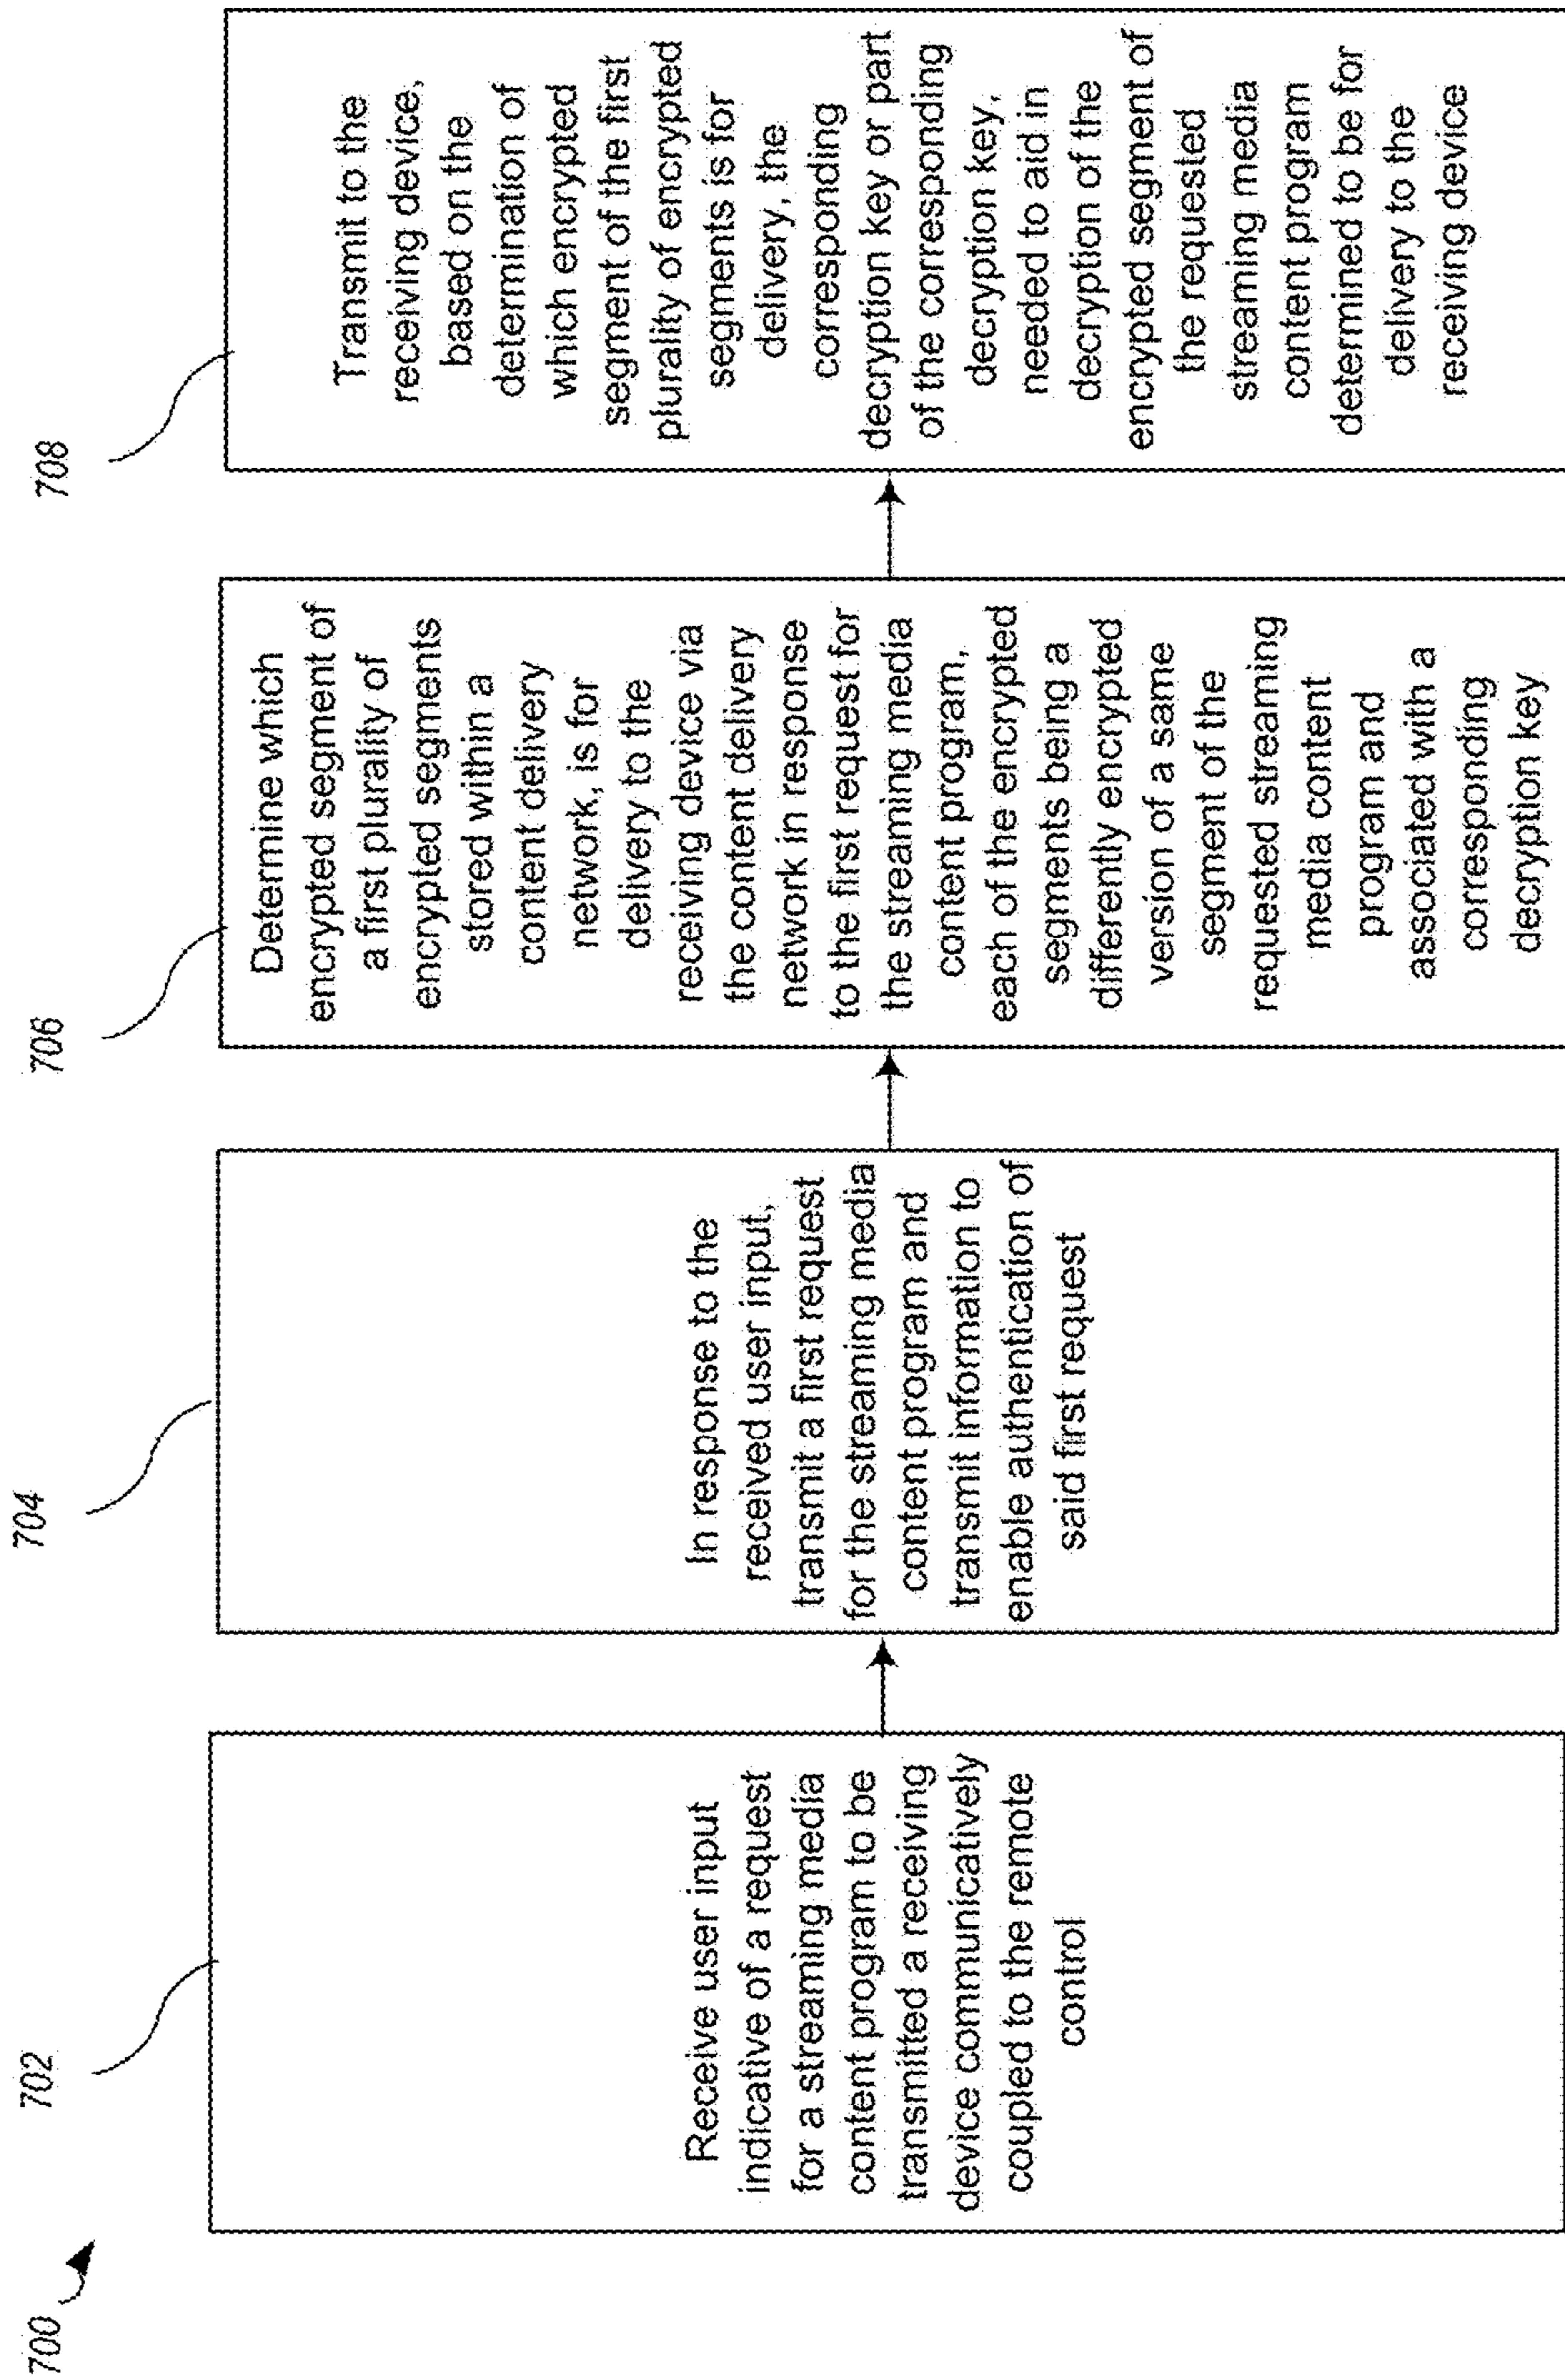 700
702
Receive user input
indicative of a request
for a streaming media
content program to be
transmitted a receiving
device communicatively
coupled to the remote
control
704
In response to the
received user input,
transmit a first request
for the streaming media
content program and
transmit information to
enable authentication of
said first request
706
Determine which
encrypted segment of
a first plurality of
encrypted segments
stored within a
content delivery
network, is for
delivery to the
receiving device via
the content delivery
network in response
to the first request for
the streaming media
content program,
each of the encrypted
segments being a
differently encrypted
version of a same
segment of the
requested streaming
media content
program and
associated with a
corresponding
decryption key
708
Transmit to the
receiving device,
based on the
determination of
which encrypted
segment of the first
plurality of encrypted
segments is for
delivery, the
corresponding
decryption key or part
of the corresponding
decryption key,
needed to aid in
decryption of the
encrypted segment of
the requested
streaming media
content program
determined to be for
delivery to the
receiving device